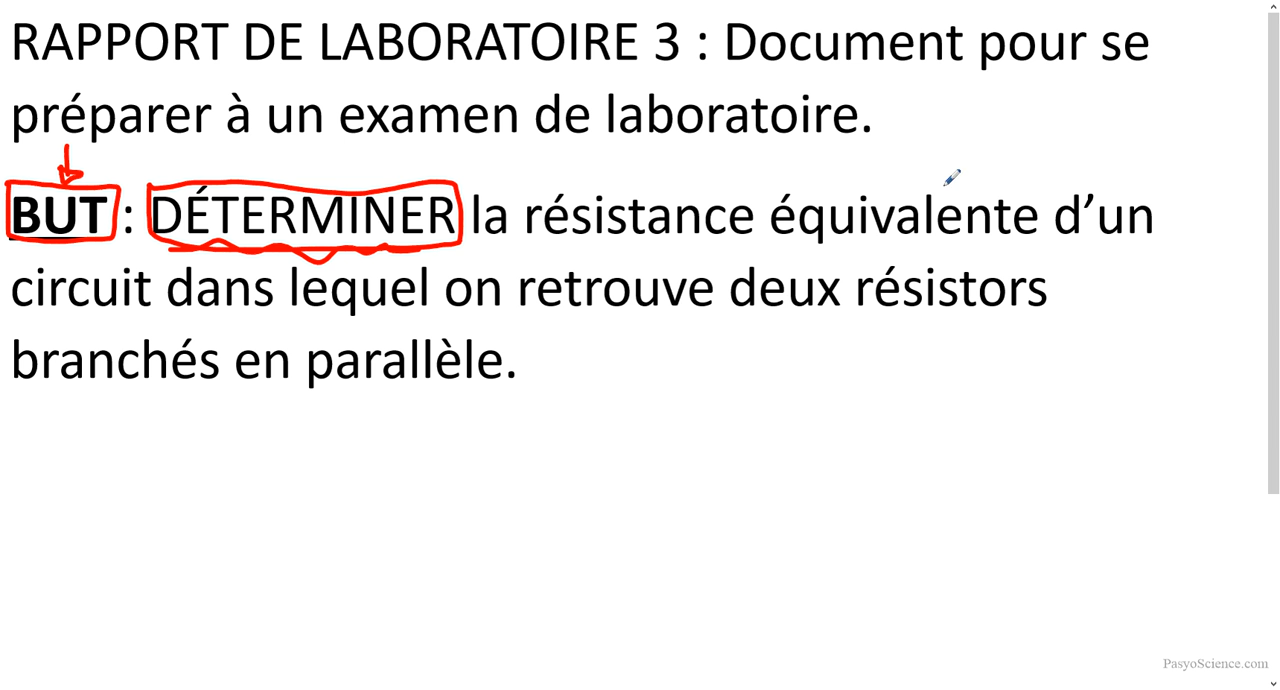 RAPPORT DE LABORATOIRE 3 : Document pour se
préparer à un examen de laboratoire.
BUT : DÉTERMINER la résistance équivalente d’un
circuit dans lequel on retrouve deux résistors
branchés en parallèle.
PasyoScience.com